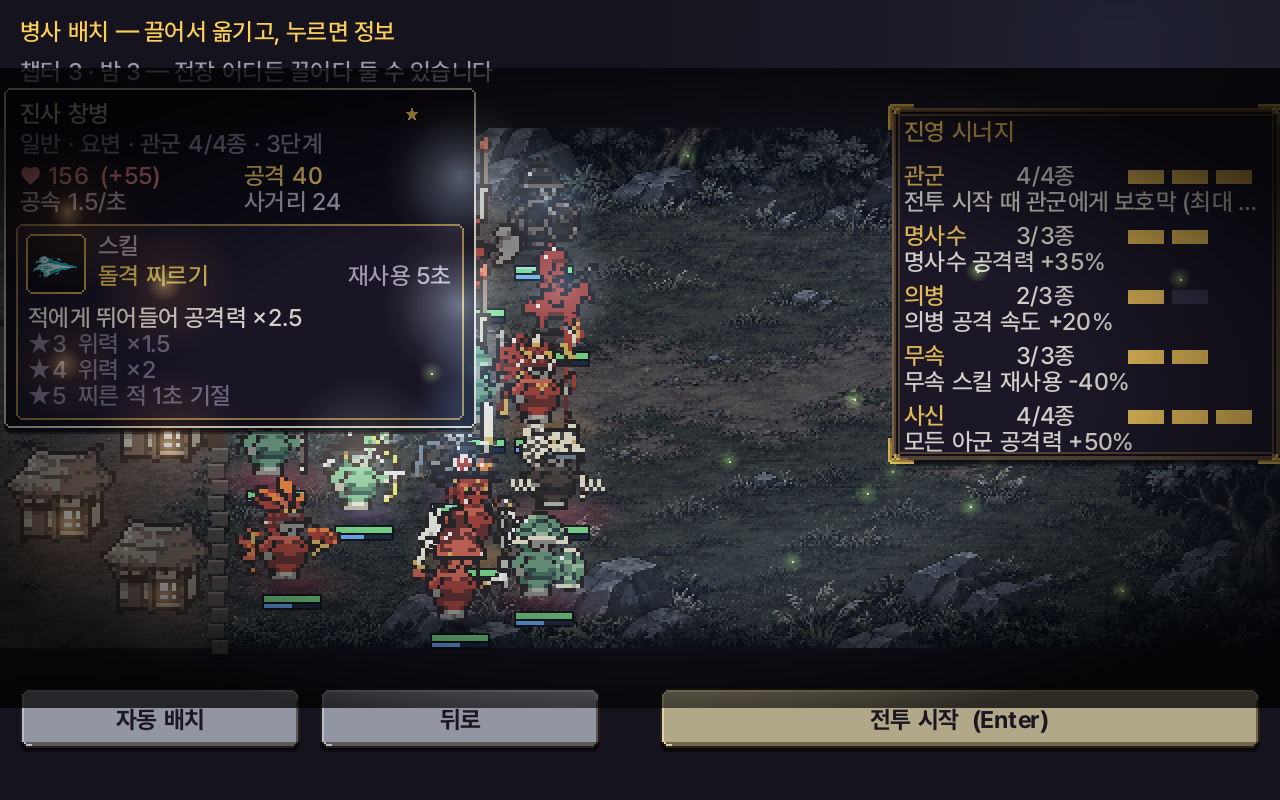 병사 배치 — 끌어서 옮기고, 누르면 정보
챕터 3 · 밤 3 — 전장 어디든 끌어다 둘 수 있습니다
진사 창병
일반 · 요변 · 관군 4/4종 · 3단계
156 (+55) 공격 40
공속 1.5/초 사거리 24
스킬
돌격 찌르기 재사용 5초
적에게 뛰어들어 공격력 ×2.5
★3 위력 ×1.5
★4 위력 ×2
★5 찌른 적 1초 기절
진영 시너지
관군 4/4종
전투 시작 때 관군에게 보호막 (최대 ...
명사수 3/3종
명사수 공격력 +35%
의병 2/3종
의병 공격 속도 +20%
무속 3/3종
무속 스킬 재사용 -40%
사신 4/4종
모든 아군 공격력 +50%
자동 배치
뒤로
전투 시작 (Enter)